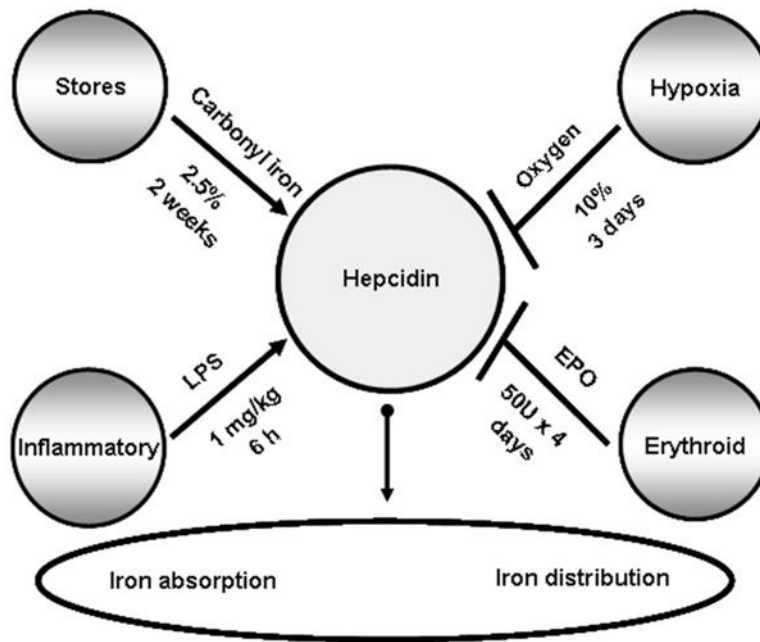 Stores
Hypoxia
Carbonyl iron
2.5%
2 weeks
Oxygen
10%
3 days
Hepcidin
LPS
1 mg/kg
6 h
EPO
50U x 4
days
Inflammatory
Erythroid
Iron absorption
Iron distribution